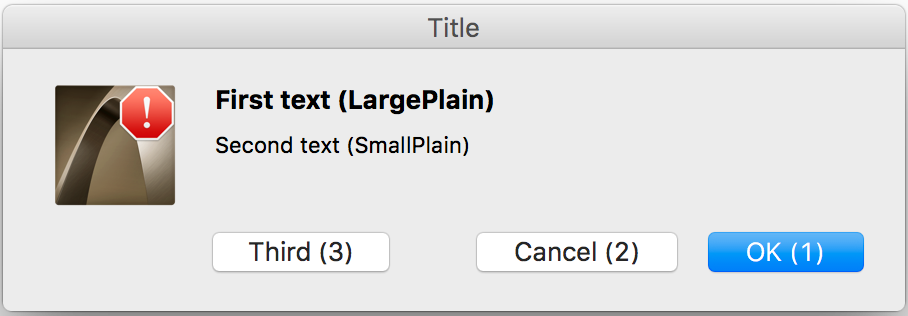 Title
First text (LargePlain)
Second text (SmallPlain)
Third (3)
Cancel (2)
OK (1)